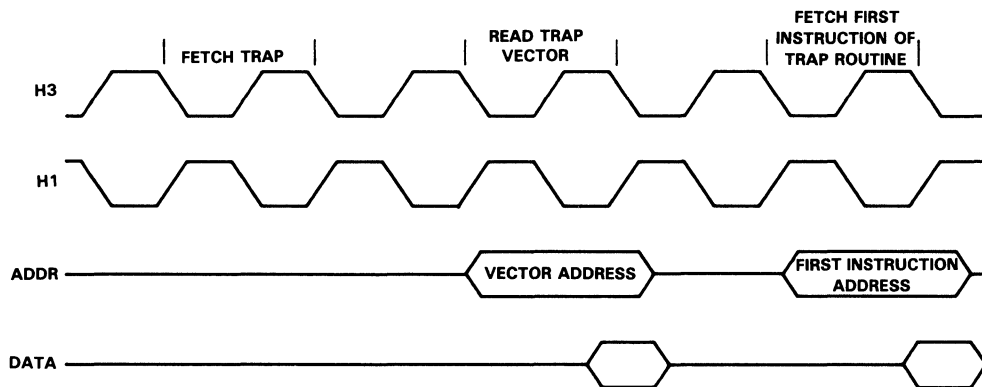 FETCH TRAP
READ TRAP
VECTOR
FETCH FIRST
INSTRUCTION OF
TRAP ROUTINE
H3
H1
ADDR
VECTOR ADDRESS
FIRST INSTRUCTION
ADDRESS
DATA